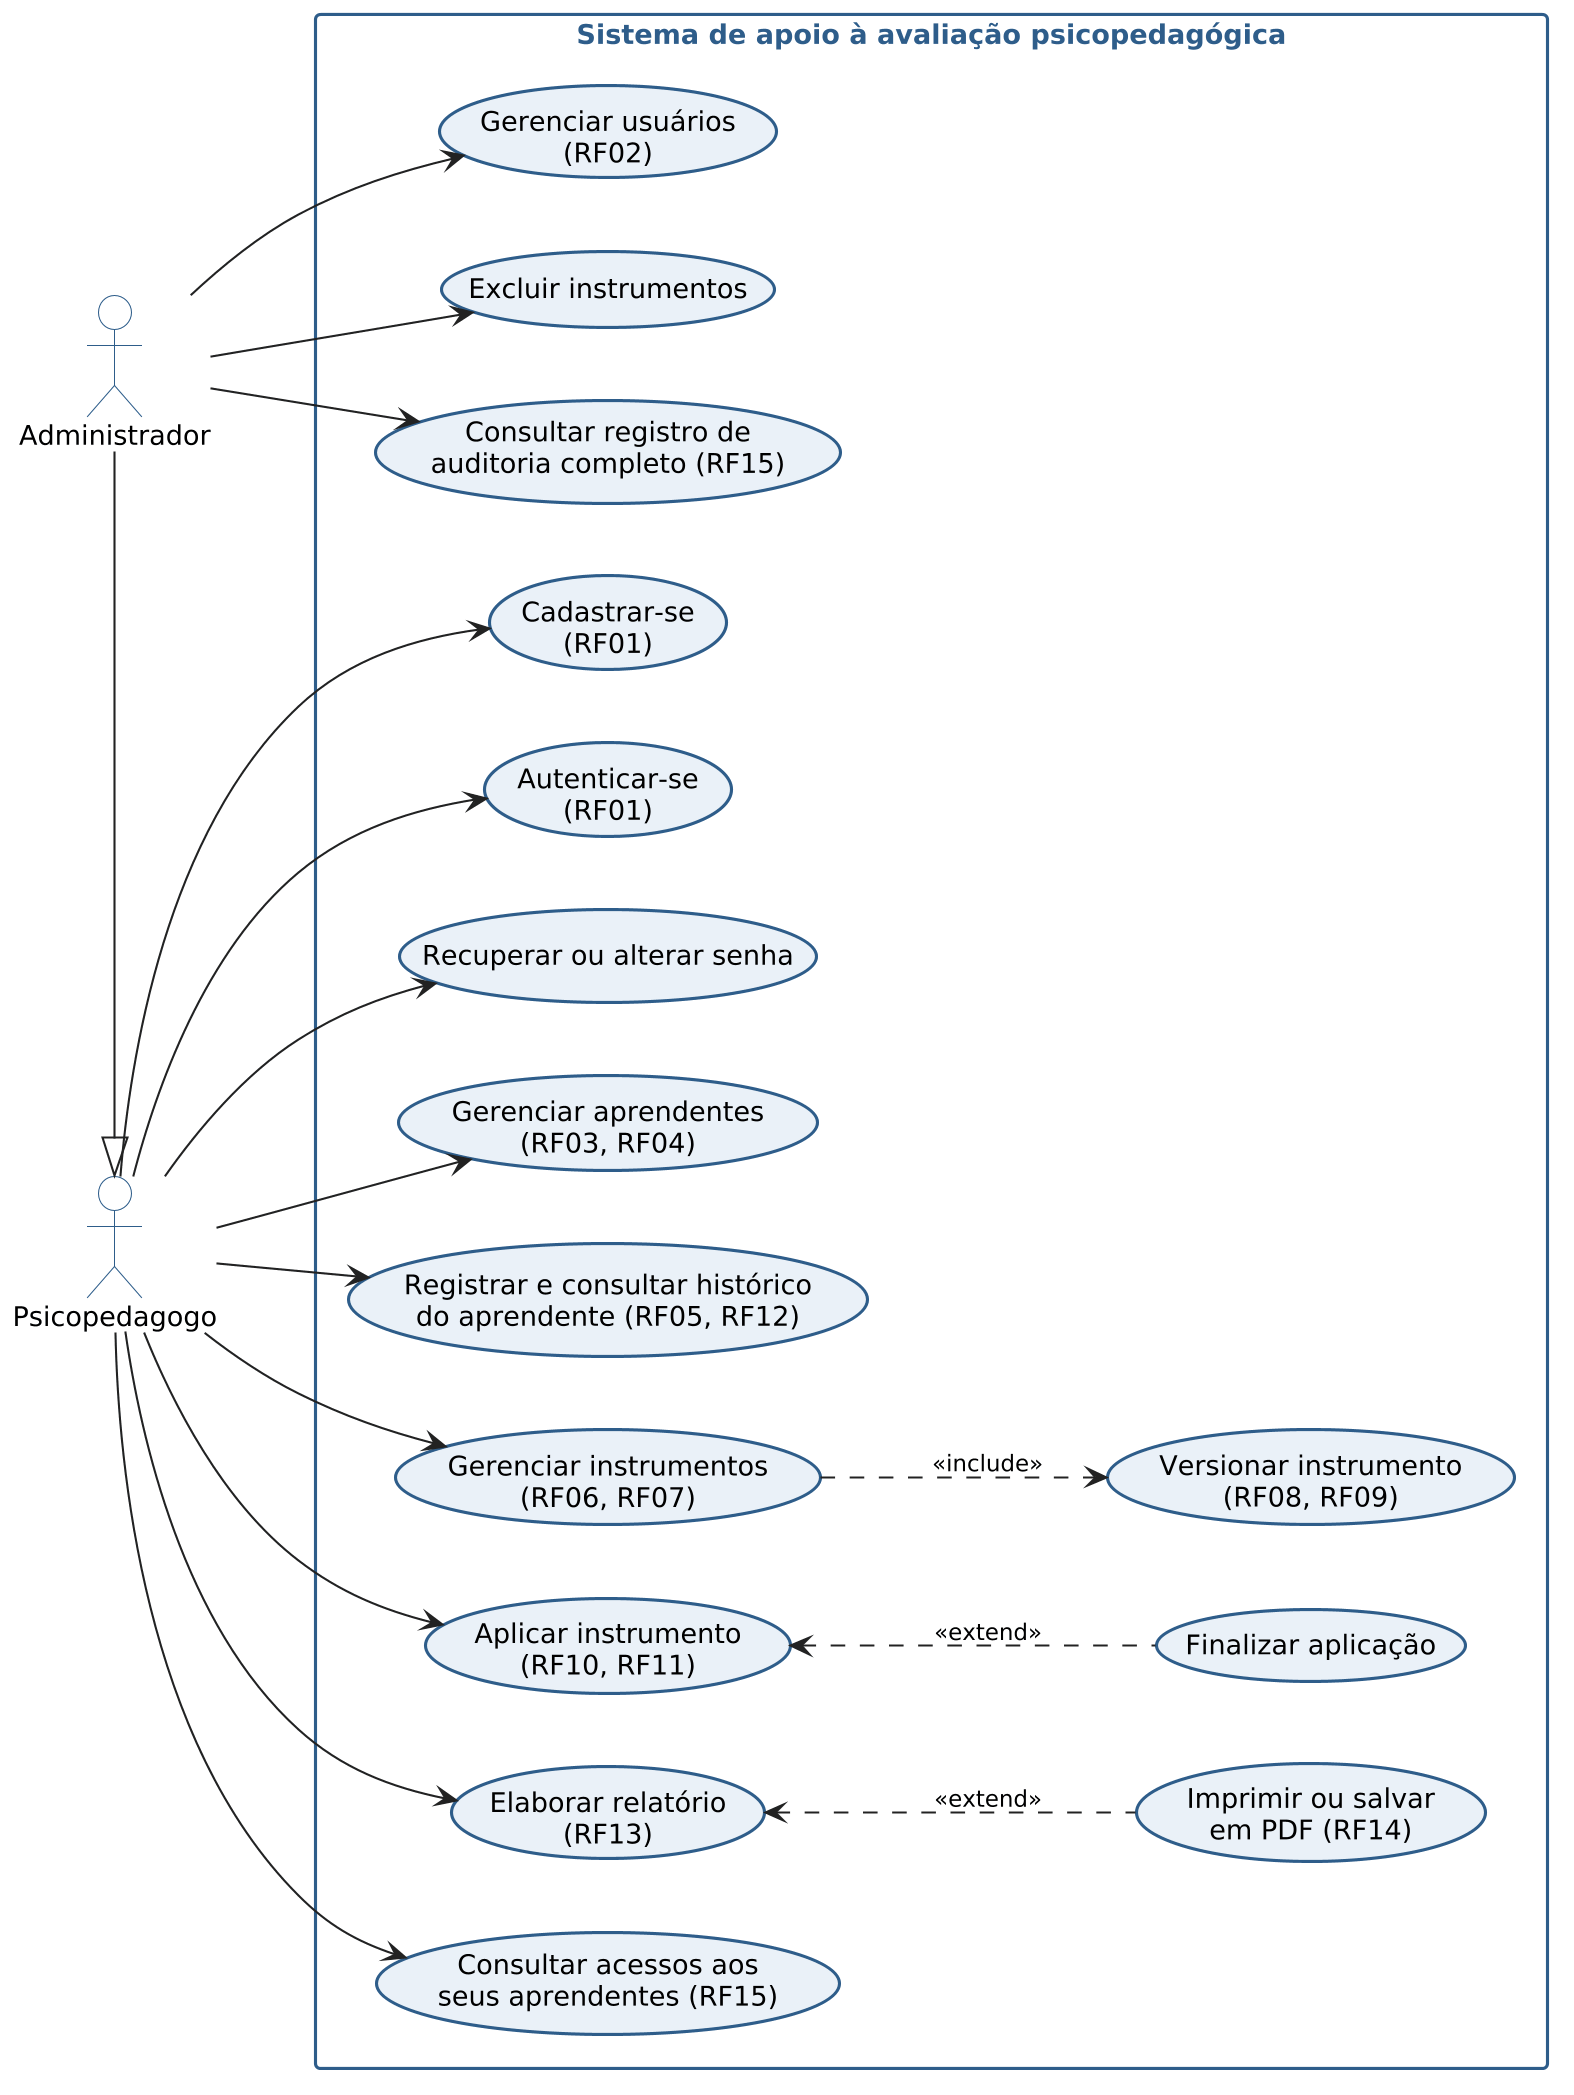 Sistema de apoio à avaliação psicopedagógica
Gerenciar usuários
(RF02)
Excluir instrumentos
Administrador
Consultar registro de
auditoria completo (RF15)
Cadastrar-se
(RF01)
Autenticar-se
(RF01)
Recuperar ou alterar senha
Gerenciar aprendentes
(RF03, RF04)
Psicopedagogo
Registrar e consultar histórico
do aprendente (RF05, RF12)
Gerenciar instrumentos
(RF06, RF07)
«include»
Versionar instrumento
(RF08, RF09)
Aplicar instrumento
(RF10, RF11)
«extend»
Finalizar aplicação
Elaborar relatório
(RF13)
«extend»
Imprimir ou salvar
em PDF (RF14)
Consultar acessos aos
seus aprendentes (RF15)